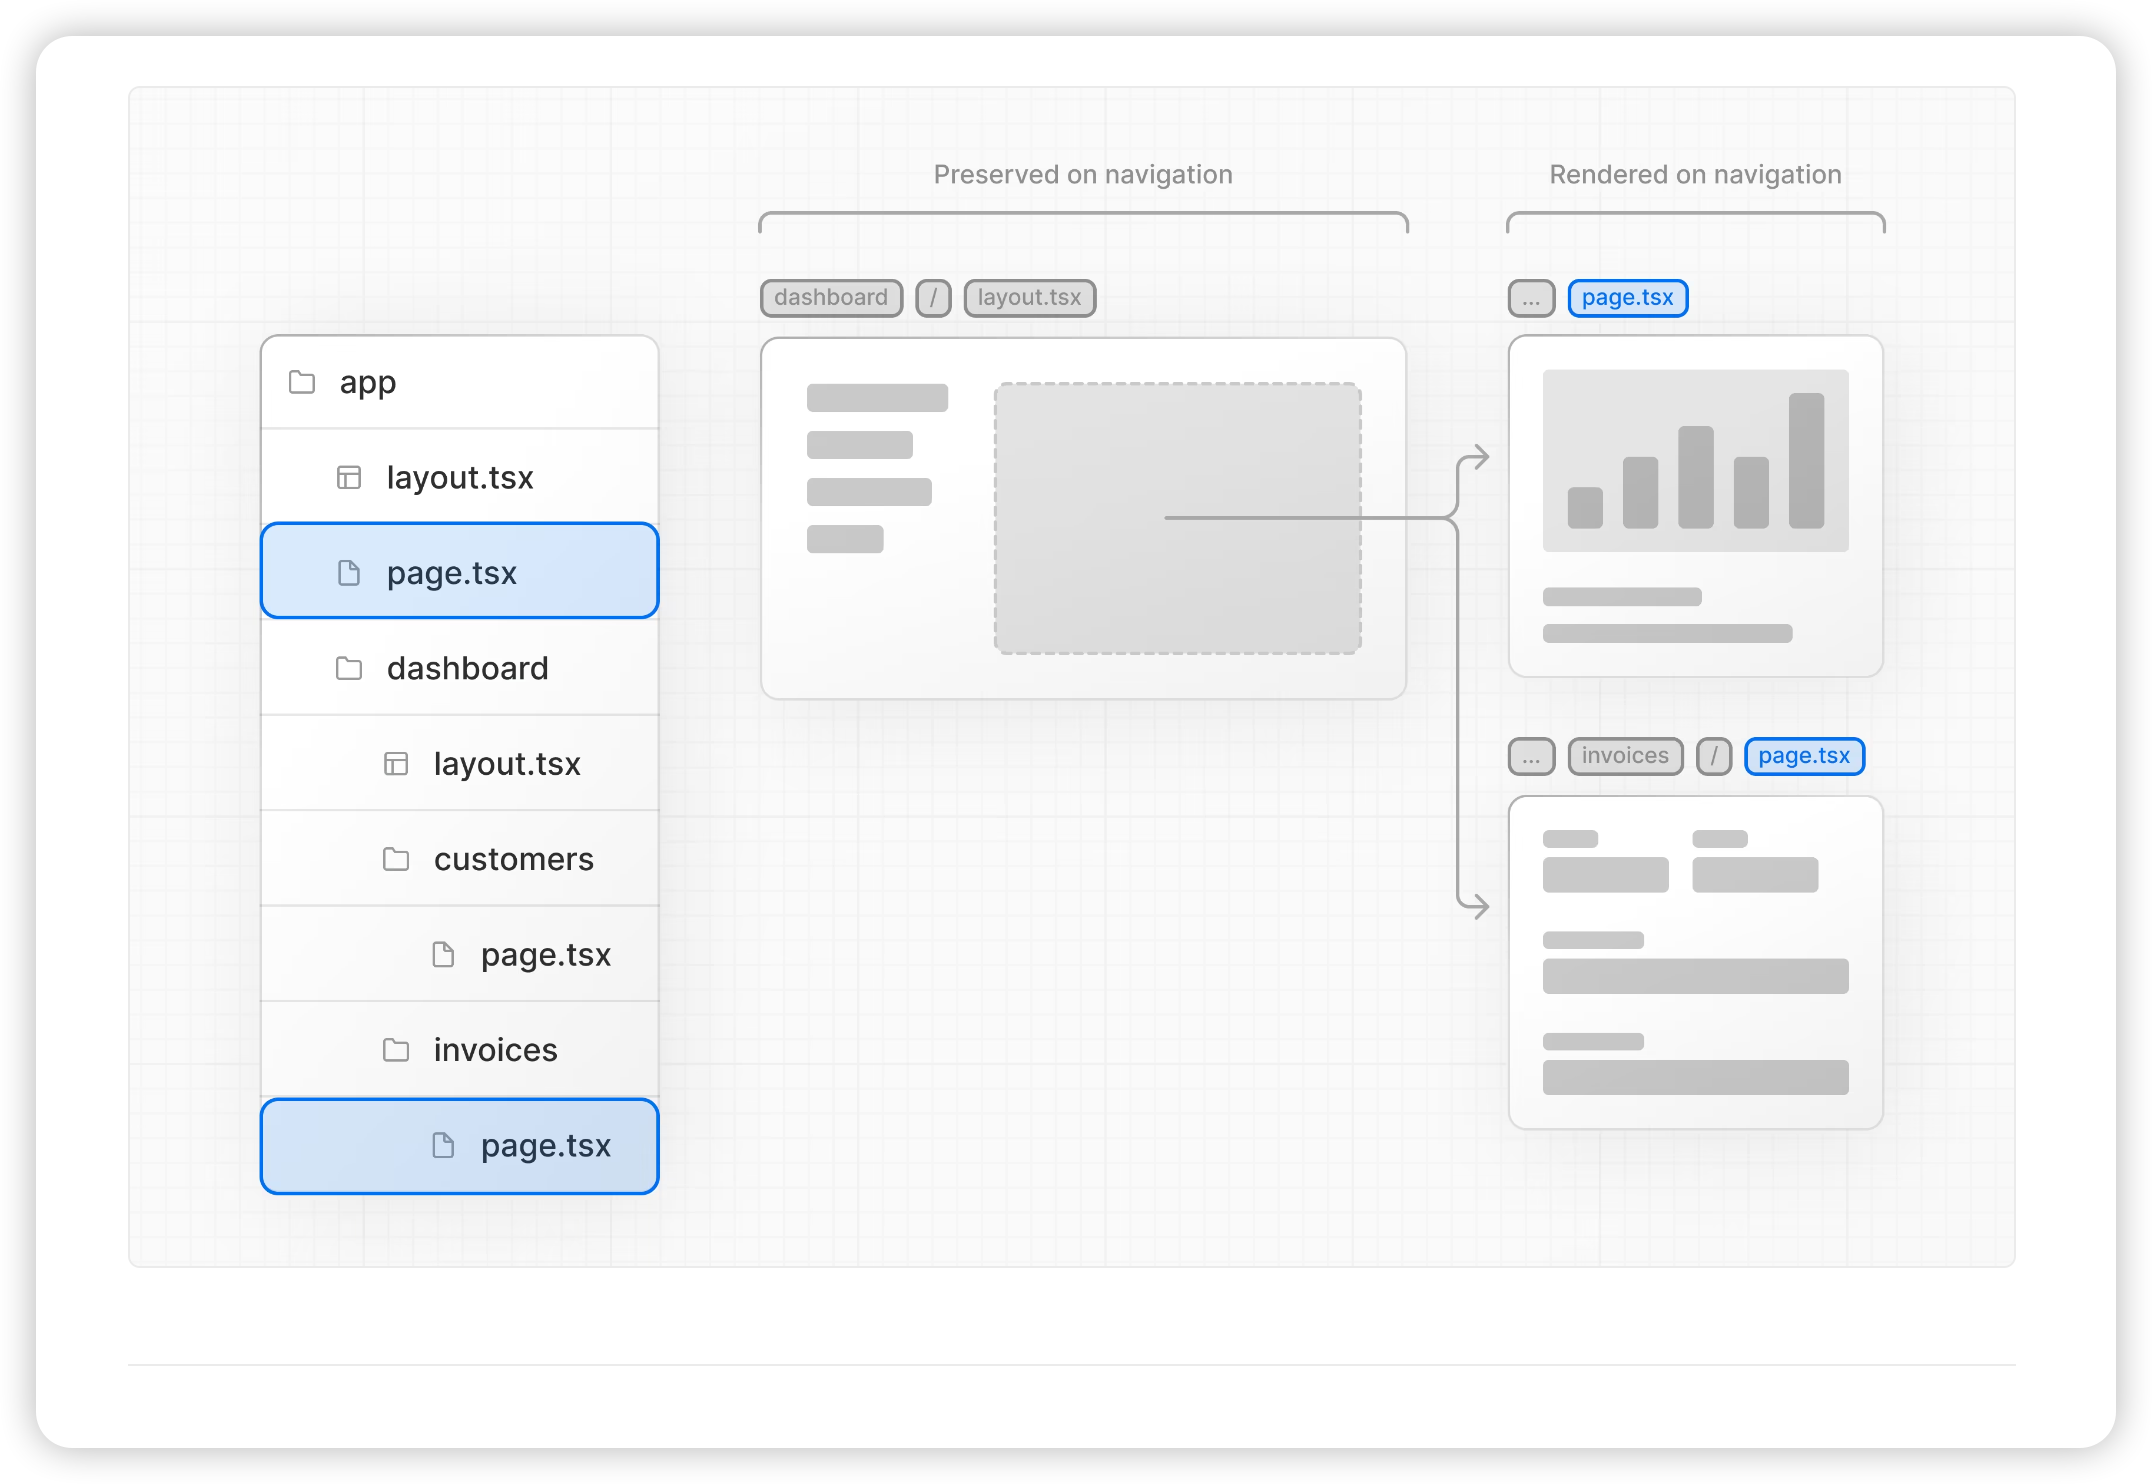 Preserved on navigation
Rendered on navigation
dashboard / layout.tsx
... page.tsx
app
layout.tsx
page.tsx
dashboard
layout.tsx
customers
page.tsx
invoices
page.tsx
... invoices / page.tsx